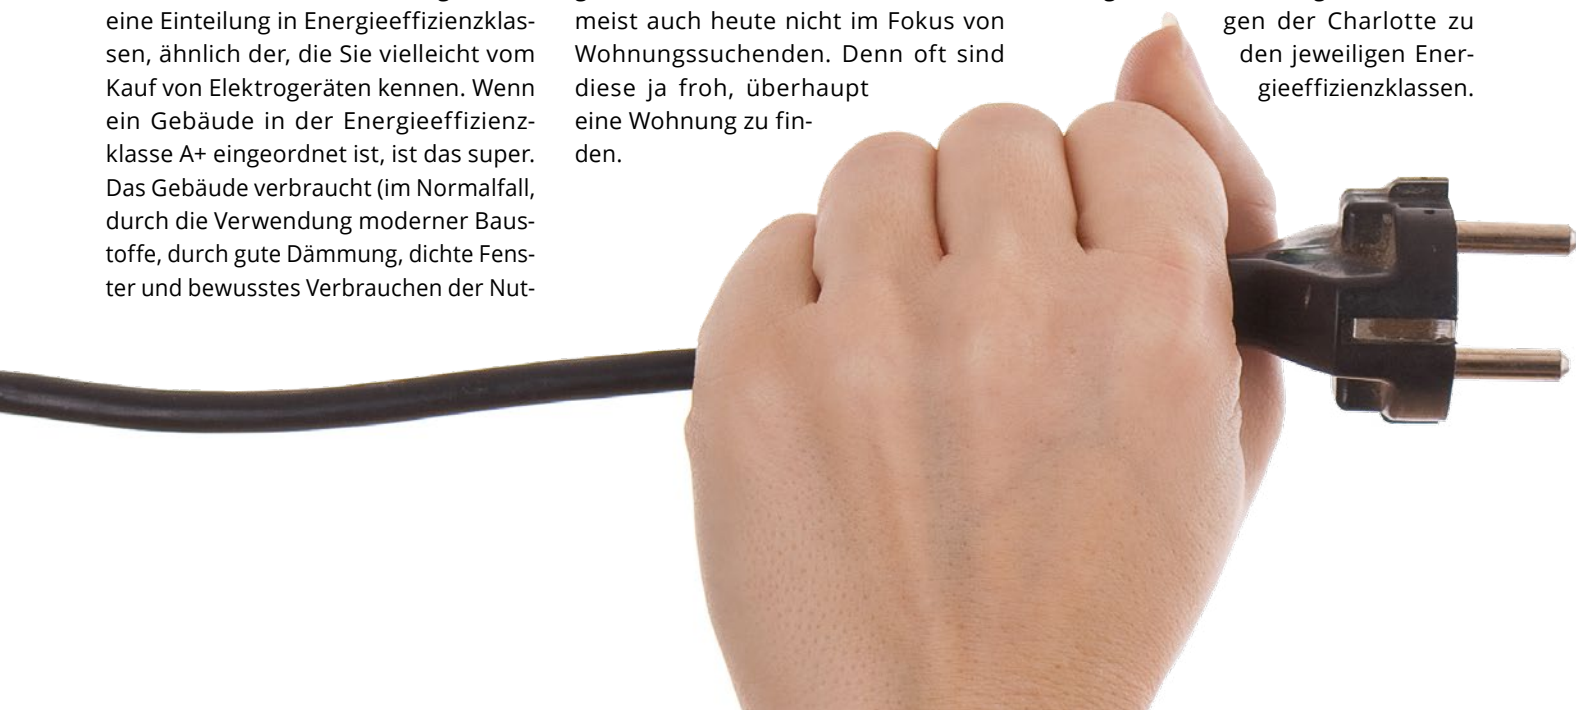 eine Einteilung in Energieeffizienzklas-
sen, ähnlich der, die Sie vielleicht vom
Kauf von Elektrogeräten kennen. Wenn
ein Gebäude in der Energieeffizienz-
klasse A+ eingeordnet ist, ist das super.
Das Gebäude verbraucht (im Normalfall,
durch die Verwendung moderner Baus-
toffe, durch gute Dämmung, dichte Fens-
ter und bewusstes Verbrauchen der Nut-
meist auch heute nicht im Fokus von
Wohnungssuchenden. Denn oft sind
diese ja froh, überhaupt
eine Wohnung zu fin-
den.
gen der Charlotte zu
den jeweiligen Ener-
gieeffizienzklassen.